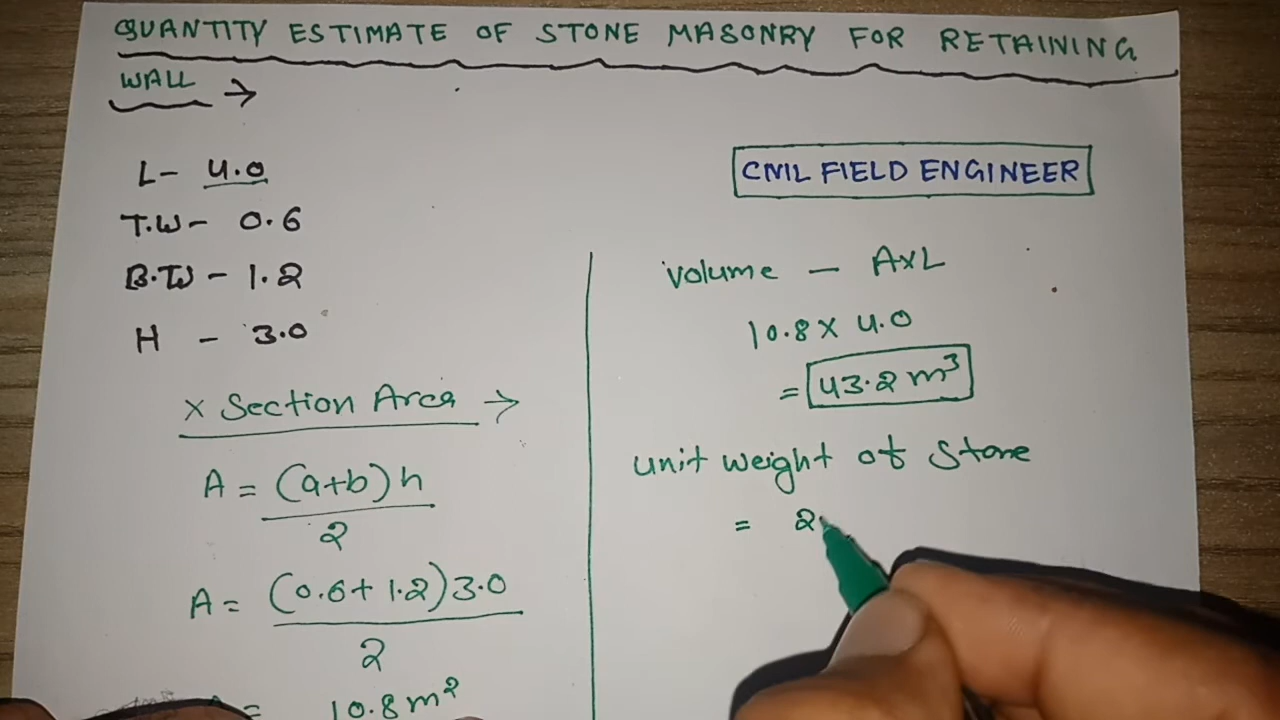 QUANTITY ESTIMATE OF STONE MASONRY FOR RETAINING
WALL →
L- 4.0
T.W- 0.6
B.W - 1.2
H - 3.0
X Section Area →
A = (a+b)h
2
A = (0.6+1.2)3.0
2
= 10.8m²
CIVIL FIELD ENGINEER
Volume - AxL
10.8 x 4.0
= 43.2 m³
unit weight of Stone
= 2